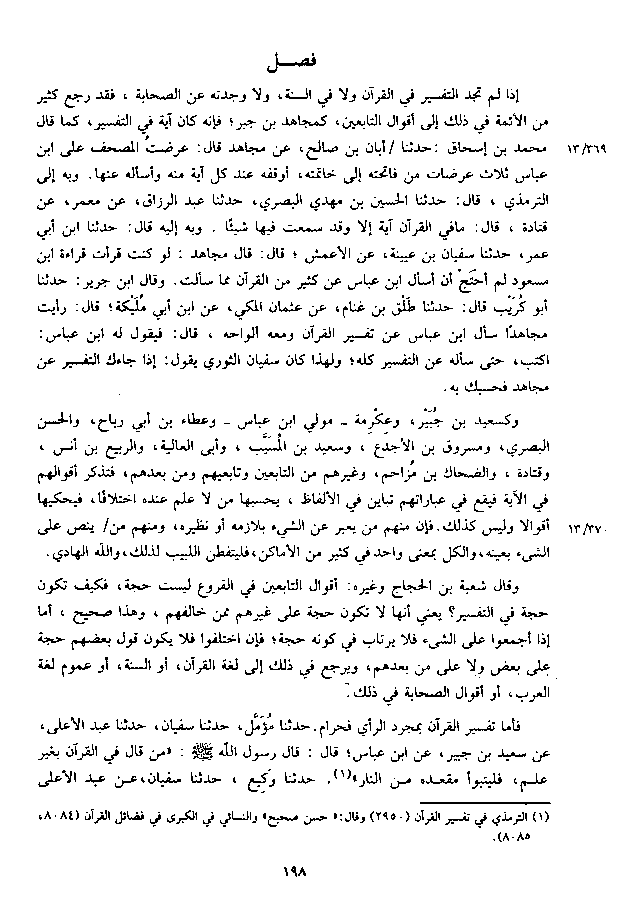 فصـــل
إذا لم تجد التفسير في القرآن ولا في السنة، ولا وجدته عن الصحابة ، فقد رجع كثير
من الأئمة في ذلك إلى أقوال التابعين، كمجاهد بن جبر؛ فإنه كان آية في التفسير، كما قال
١٣/٣٦٩ محمد بن إسحاق : حدثنا /أبان بن صالح، عن مجاهد قال: عرضتُ المصحف على ابن
عباس ثلاث عرضات من فاتحته إلى خاتمته، أوقفه عند كل آية منه وأسأله عنها. وبه إلى
الترمذي ، قال: حدثنا الحسين بن مهدي البصري، حدثنا عبد الرزاق، عن معمر، عن
قتادة ، قال: مافي القرآن آية إلا وقد سمعت فيها شيئًا . وبه إليه قال: حدثنا ابن أبي
عمر، حدثنا سفيان بن عيينة، عن الأعمش ؛ قال: قال مجاهد : لو كنت قرأت قراءة ابن
مسعود لم أحتَجْ أن أسأل ابن عباس عن كثير من القرآن مما سألت. وقال ابن جرير: حدثنا
أبو كُرَيْب قال: حدثنا طَلْق بن غنام، عن عثمان المكي، عن ابن أبي مُلَيْكة؛ قال: رأيت
مجاهدًا سأل ابن عباس عن تفسير القرآن ومعه ألواحه ، قال: فيقول له ابن عباس:
اكتب، حتى سأله عن التفسير كله؛ ولهذا كان سفيان الثوري يقول: إذا جاءك التفسير عن
مجاهد فحسبك به.
وكسعيد بن جُبَيْر، وعكْرمة ـ مولي ابن عباس ـ وعطاء بن أبي رباح، والحسن
البصري، ومسروق بن الأجدع ، وسعيد بن المُسيَّب ، وأبى العالية، والربيع بن أنس ،
وقتادة ، والضحاك بن مُزاحم، وغيرهم من التابعين وتابعيهم ومن بعدهم، فتذكر أقوالهم
في الآية فيقع في عباراتهم تباين في الألفاظ ، يحسبها من لا علم عنده اختلافًا، فيحكيها
١٣/٣٧٠ أقوالا وليس كذلك.فإن منهم من يعبر عن الشيء بلازمه أو نظيره، ومنهم من/ ينص على
الشىء بعينه،والكل بمعنى واحد في كثير من الأماكن،فليتفطن اللبيب لذلك،والله الهادي.
وقال شعبة بن الحجاج وغيره: أقوال التابعين في الفروع ليست حجة، فكيف تكون
حجة في التفسير؟ يعني أنها لا تكون حجة على غيرهم ممن خالفهم ، وهذا صحيح ، أما
إذا أجمعوا على الشىء فلا يرتاب في كونه حجة؛ فإن اختلفوا فلا يكون قول بعضهم حجة
على بعض ولا على من بعدهم، ويرجع في ذلك إلى لغة القرآن، أو السنة، أو عموم لغة
العرب، أو أقوال الصحابة في ذلك.
فأما تفسير القرآن بمجرد الرأي فحرام.حدثنا مُؤَمَّل، حدثنا سفيان، حدثنا عبد الأعلى،
عن سعيد بن جبير، عن ابن عباس؛ قال : قال رسول الله ﷺ : «من قال في القرآن بغير
علـم، فليتبوأ مقعـده مـن النار»(١). حدثنا وكَيع ، حدثنا سفيان،عـن عبد الأعلى
(١) الترمذي في تفسير القرآن (٢٩٥٠) وقال:« حسن صحيح» والنسائي في الكبرى في فضائل القرآن (٨٠٨٤،
٨٠٨٥).
١٩٨